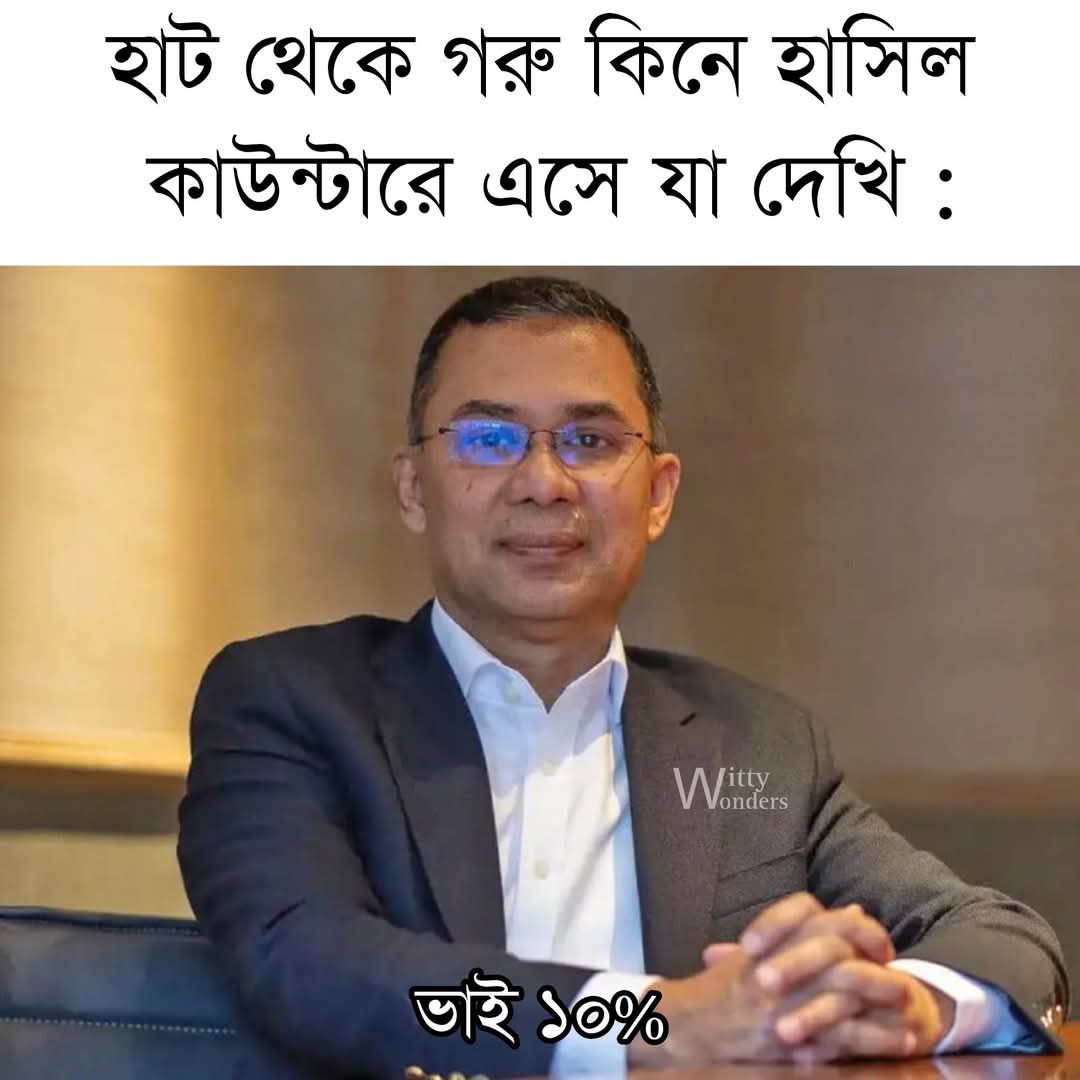 হাট থেকে গরু কিনে হাসিল
কাউন্টারে এসে যা দেখি :
Witty
Wonders
ভাই ১০%